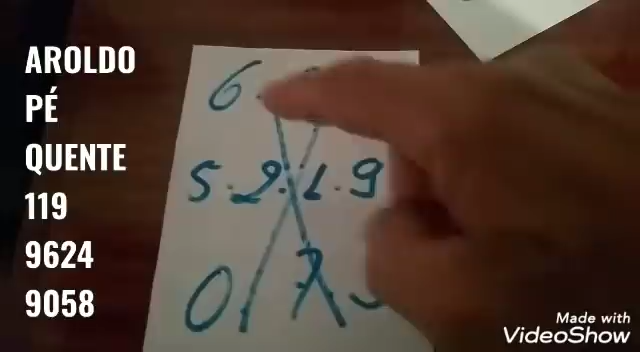 AROLDO
PÉ
QUENTE
119
9624
9058
6.
5.2.1.9
0 7
Made with
VideoShow